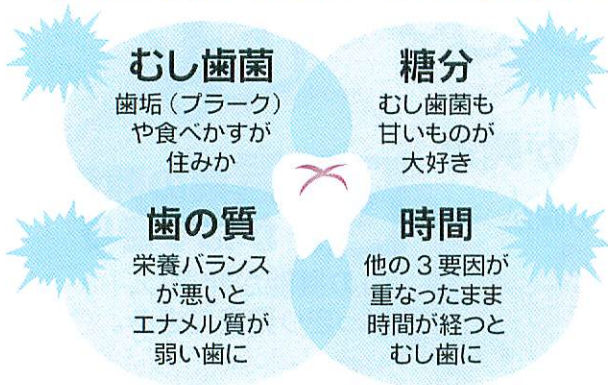 むし歯菌
歯垢（プラーク）
や食べかすが
住みか
糖分
むし歯菌も
甘いものが
大好き
歯の質
栄養バランス
が悪いと
エナメル質が
弱い歯に
時間
他の3要因が
重なったまま
時間が経つと
むし歯に